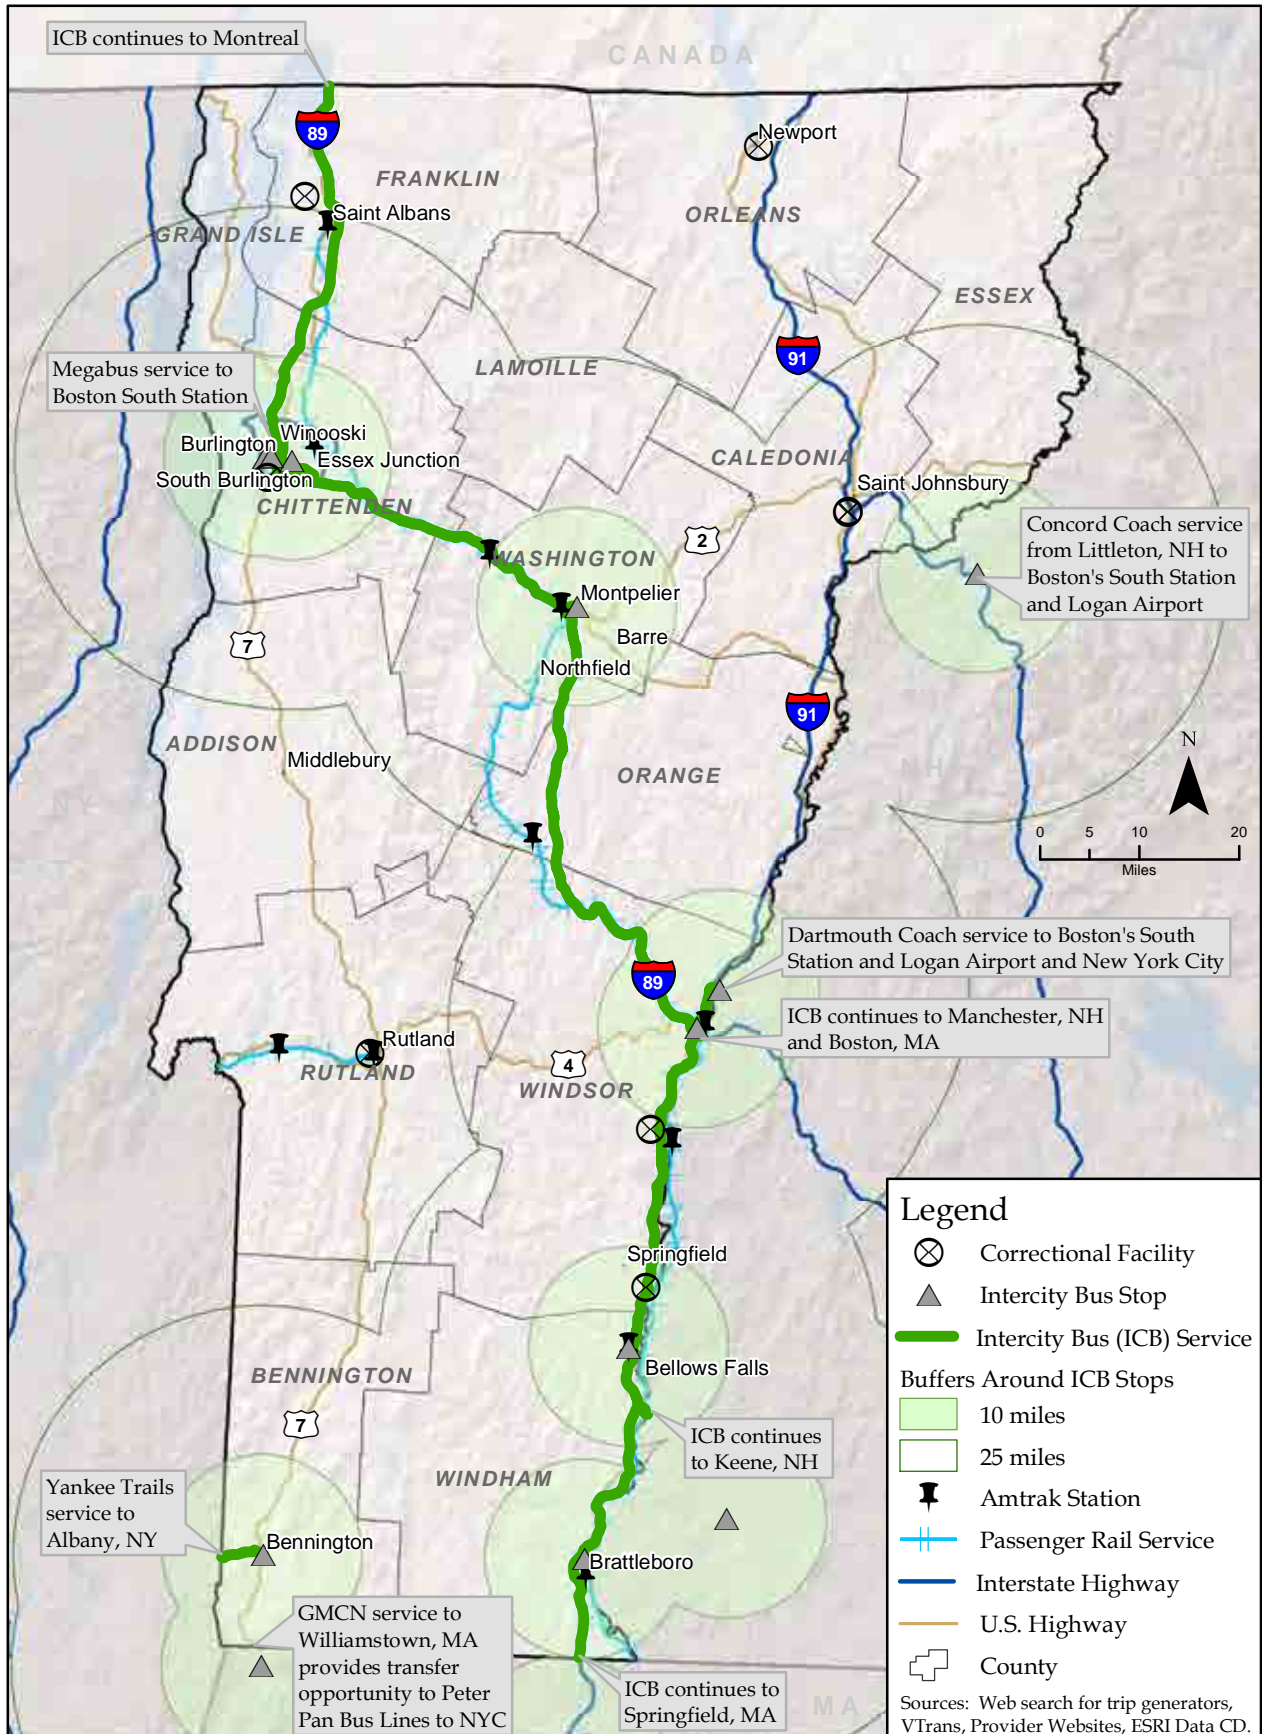 ICB continues to Montreal
CANADA
89
Newport
FRANKLIN
Saint Albans
ORLEANS
GRAND ISLE
ESSEX
91
Megabus service to
Boston South Station
LAMOILLE
Winooski
Burlington
Essex Junction
South Burlington
CHITTENDEN
CALEDONIA
Saint Johnsbury
2
WASHINGTON
Concord Coach service
from Littleton, NH to
Boston's South Station
and Logan Airport
Montpelier
Barre
7
Northfield
91
ADDISON
Middlebury
ORANGE
NH
NY
N
0 5 10 20
Miles
Dartmouth Coach service to Boston's South
Station and Logan Airport and New York City
89
ICB continues to Manchester, NH
and Boston, MA
Rutland
RUTLAND
4
WINDSOR
Springfield
Bellows Falls
BENNINGTON
7
ICB continues
to Keene, NH
WINDHAM
Yankee Trails
service to
Albany, NY
Bennington
Brattleboro
GMCN service to
Williamstown, MA
provides transfer
opportunity to Peter
Pan Bus Lines to NYC
ICB continues to
Springfield, MA
MA
Legend
Correctional Facility
Intercity Bus Stop
Intercity Bus (ICB) Service
Buffers Around ICB Stops
10 miles
25 miles
Amtrak Station
Passenger Rail Service
Interstate Highway
U.S. Highway
County
Sources: Web search for trip generators,
VTrans, Provider Websites, ESRI Data CD.